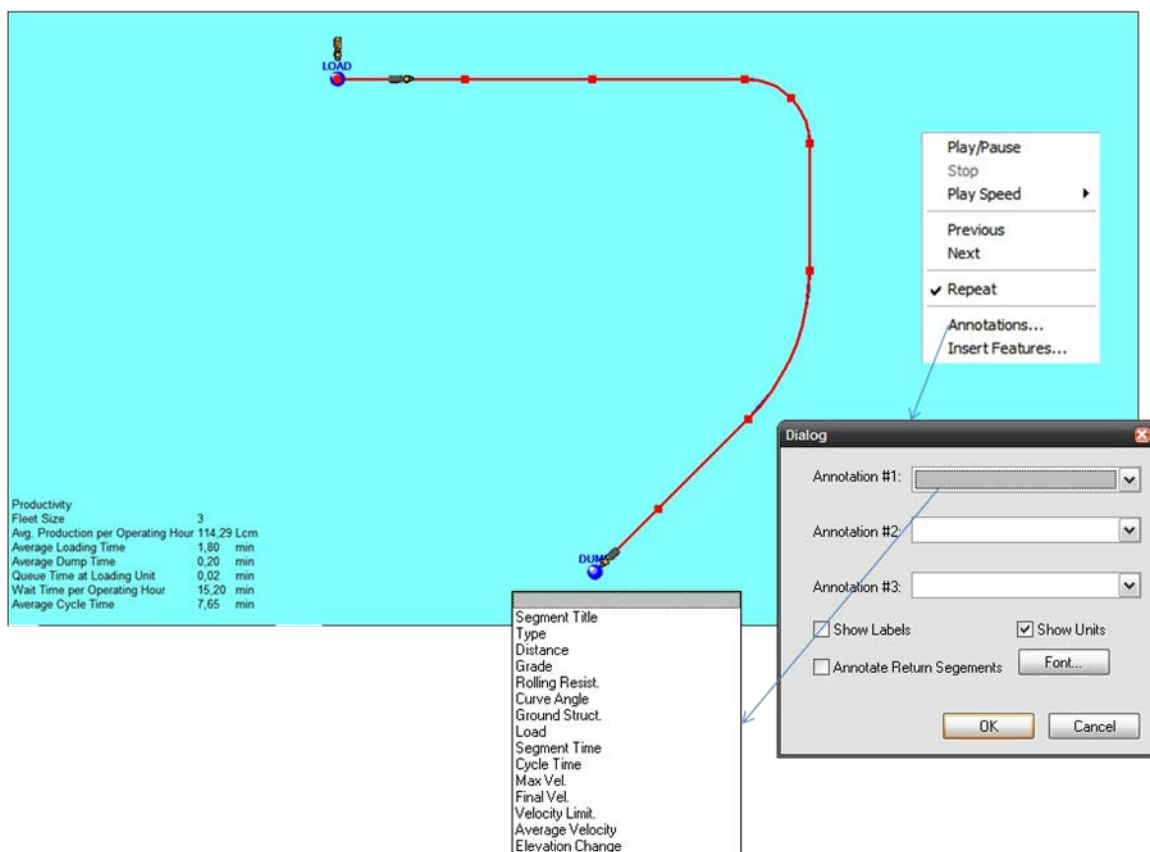 LOAD
Play/Pause
Stop
Play Speed
Previous
Next
Repeat
Annotations...
Insert Features...
Dialog
Annotation #1:
Annotation #2:
Annotation #3:
Show Labels
Show Units
Annotate Return Segements
Font...
OK
Cancel
Productivity
Fleet Size 3
Avg. Production per Operating Hour 114,29 Lcm
Average Loading Time 1,80 min
Average Dump Time 0,20 min
Queue Time at Loading Unit 0,02 min
Wait Time per Operating Hour 15,20 min
Average Cycle Time 7,65 min
DUM
Segment Title
Type
Distance
Grade
Rolling Resist.
Curve Angle
Ground Struct.
Load
Segment Time
Cycle Time
Max Vel.
Final Vel.
Velocity Limit.
Average Velocity
Elevation Change